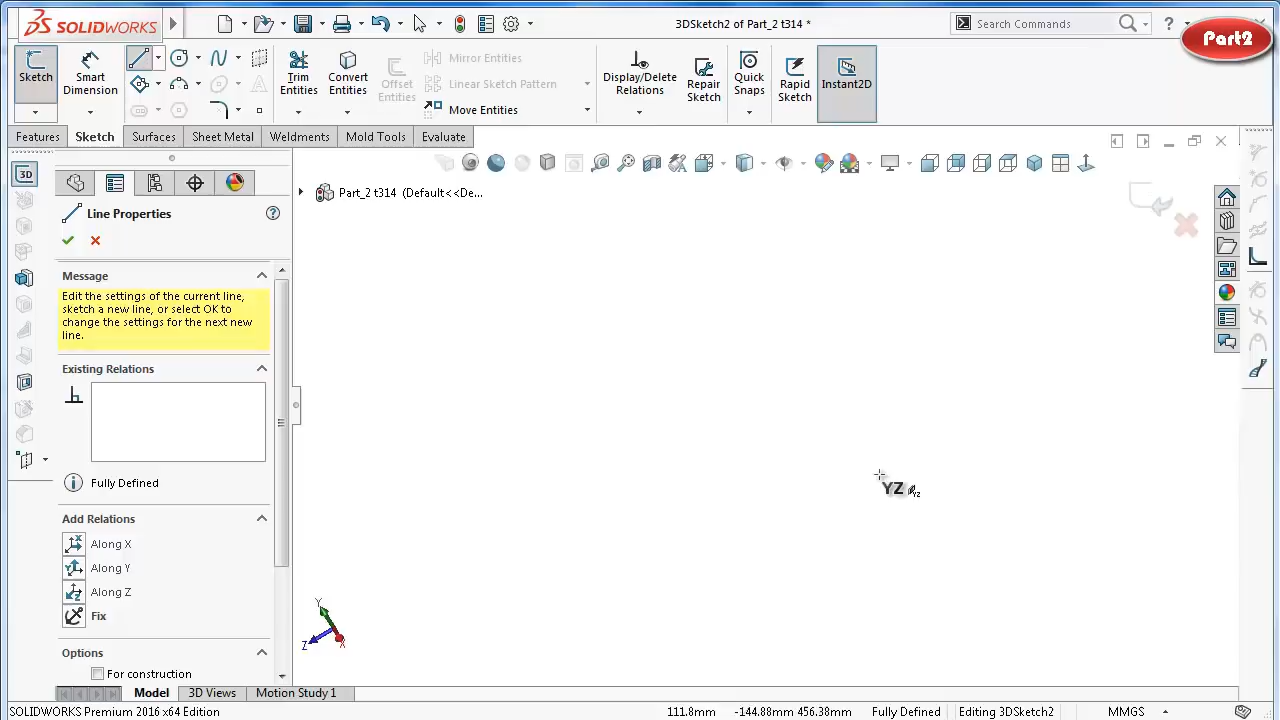 SOLIDWORKS
3DSketch2 of Part_2 t314 *
Search Commands
?
Part2
Sketch
Smart
Dimension
Trim
Entities
Convert
Entities
Offset
Entities
Mirror Entities
Linear Sketch Pattern
Move Entities
Display/Delete
Relations
Repair
Sketch
Quick
Snaps
Rapid
Sketch
Instant2D
Features
Sketch
Surfaces
Sheet Metal
Weldments
Mold Tools
Evaluate
3D
Part_2 t314 (Default<<De...
Line Properties
?
Message
Edit the settings of the current line,
sketch a new line, or select OK to
change the settings for the next new
line.
Existing Relations
Fully Defined
Add Relations
Along X
Along Y
Along Z
Fix
Options
For construction
YZ
YZ
Y
Z
X
Model
3D Views
Motion Study 1
SOLIDWORKS Premium 2016 x64 Edition
111.8mm
-144.88mm 456.38mm
Fully Defined
Editing 3DSketch2
MMGS